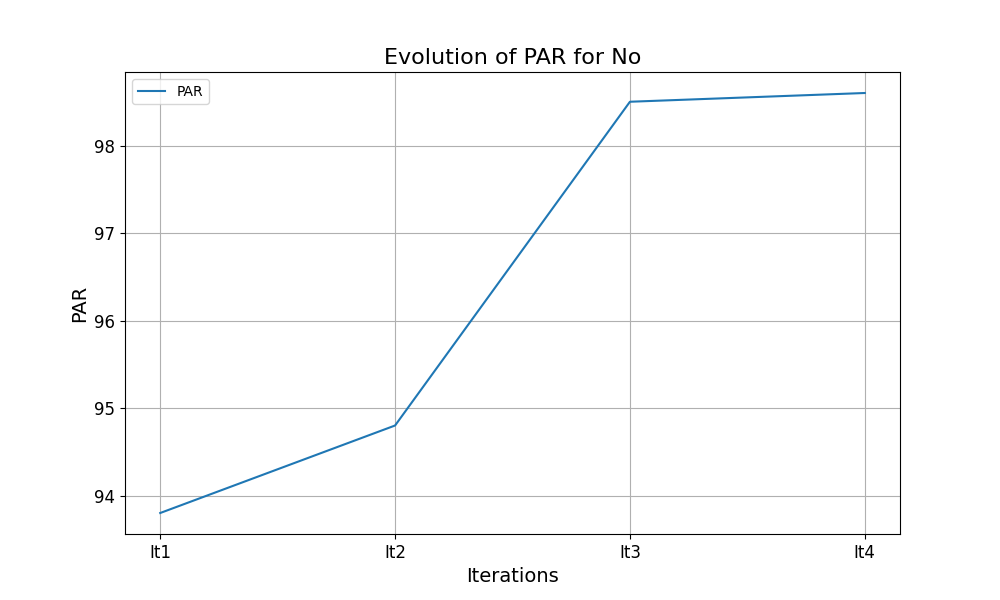 Evolution of PAR for No
PAR
98
97
96
95
94
PAR
It1 It2 It3 It4
Iterations